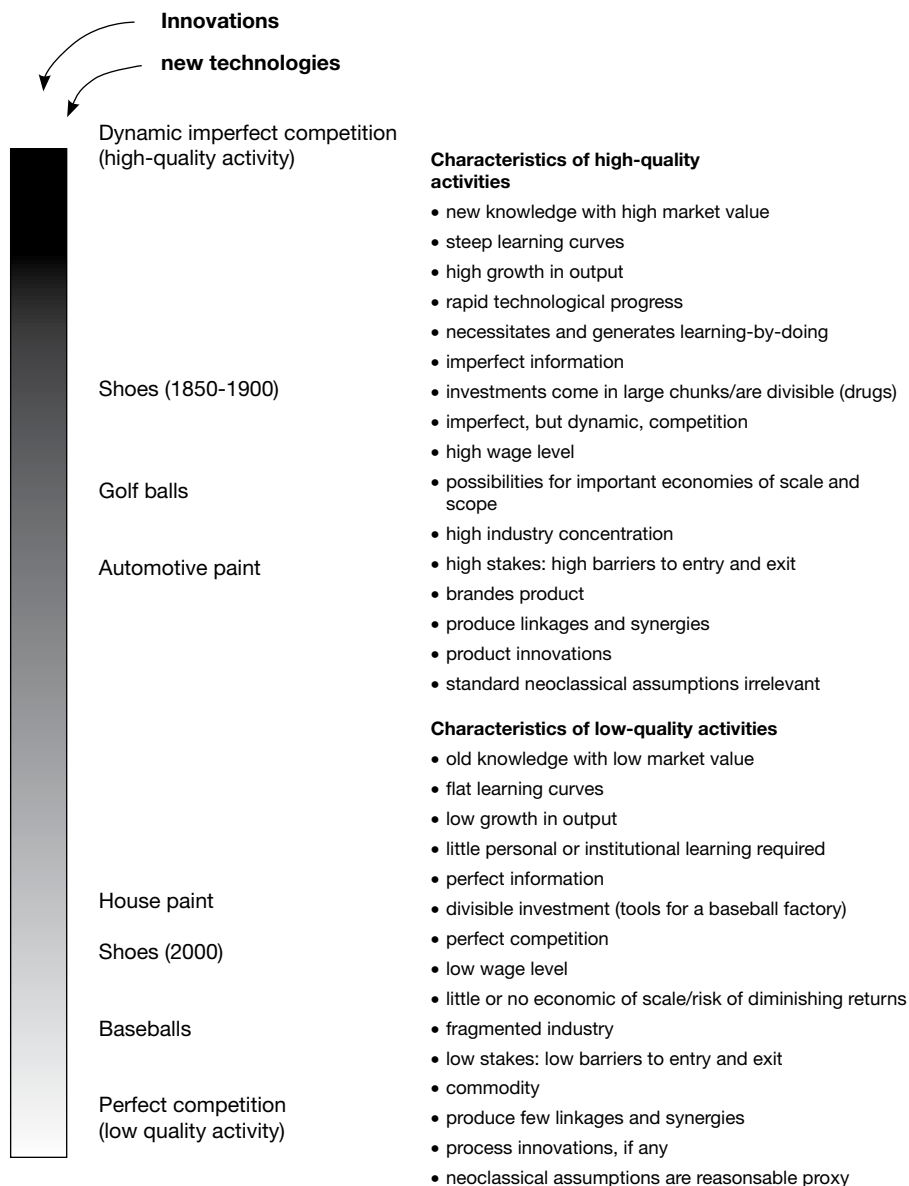 Innovations
new technologies
Dynamic imperfect competition
(high-quality activity)
Shoes (1850-1900)
Golf balls
Automotive paint
House paint
Shoes (2000)
Baseballs
Perfect competition
(low quality activity)
Characteristics of high-quality
activities
• new knowledge with high market value
• steep learning curves
• high growth in output
• rapid technological progress
• necessitates and generates learning-by-doing
• imperfect information
• investments come in large chunks/are divisible (drugs)
• imperfect, but dynamic, competition
• high wage level
• possibilities for important economies of scale and
scope
• high industry concentration
• high stakes: high barriers to entry and exit
• brandes product
• produce linkages and synergies
• product innovations
• standard neoclassical assumptions irrelevant
Characteristics of low-quality activities
• old knowledge with low market value
• flat learning curves
• low growth in output
• little personal or institutional learning required
• perfect information
• divisible investment (tools for a baseball factory)
• perfect competition
• low wage level
• little or no economic of scale/risk of diminishing returns
• fragmented industry
• low stakes: low barriers to entry and exit
• commodity
• produce few linkages and synergies
• process innovations, if any
• neoclassical assumptions are reasonsable proxy